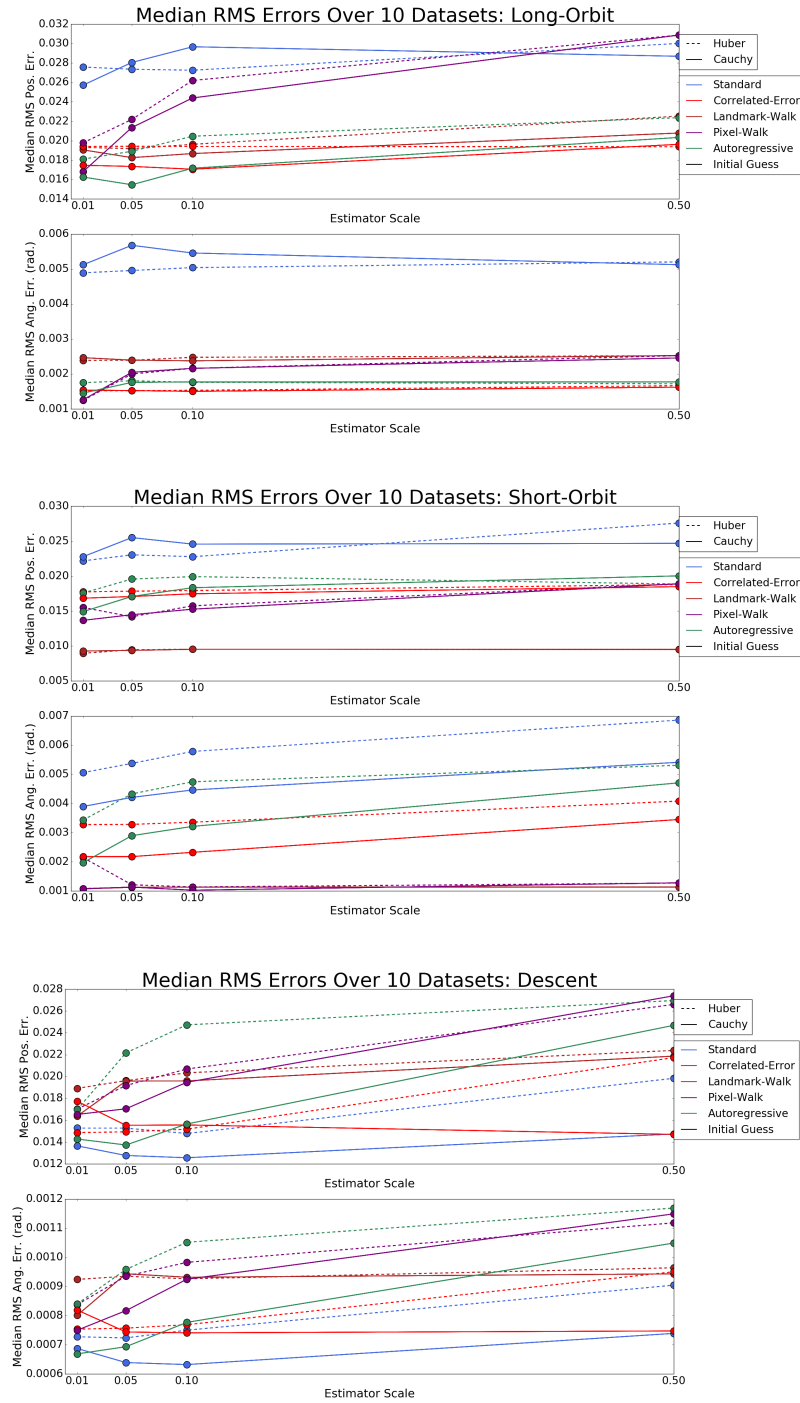 Median RMS Errors Over 10 Datasets: Long-Orbit
Median RMS Pos. Err.
0.032
0.030
0.028
0.026
0.024
0.022
0.020
0.018
0.016
0.014
0.01
0.05
0.10
0.50
Estimator Scale
Huber
Cauchy
Standard
Correlated-Error
Landmark-Walk
Pixel-Walk
Autoregressive
Initial Guess
Median RMS Ang. Err. (rad.)
0.006
0.005
0.004
0.003
0.002
0.001
0.01
0.05
0.10
0.50
Estimator Scale
Median RMS Errors Over 10 Datasets: Short-Orbit
Median RMS Pos. Err.
0.030
0.025
0.020
0.015
0.010
0.005
0.01
0.05
0.10
0.50
Estimator Scale
Huber
Cauchy
Standard
Correlated-Error
Landmark-Walk
Pixel-Walk
Autoregressive
Initial Guess
Median RMS Ang. Err. (rad.)
0.007
0.006
0.005
0.004
0.003
0.002
0.001
0.01
0.05
0.10
0.50
Estimator Scale
Median RMS Errors Over 10 Datasets: Descent
Median RMS Pos. Err.
0.028
0.026
0.024
0.022
0.020
0.018
0.016
0.014
0.012
0.01
0.05
0.10
0.50
Estimator Scale
Huber
Cauchy
Standard
Correlated-Error
Landmark-Walk
Pixel-Walk
Autoregressive
Initial Guess
Median RMS Ang. Err. (rad.)
0.0012
0.0011
0.0010
0.0009
0.0008
0.0007
0.0006
0.01
0.05
0.10
0.50
Estimator Scale